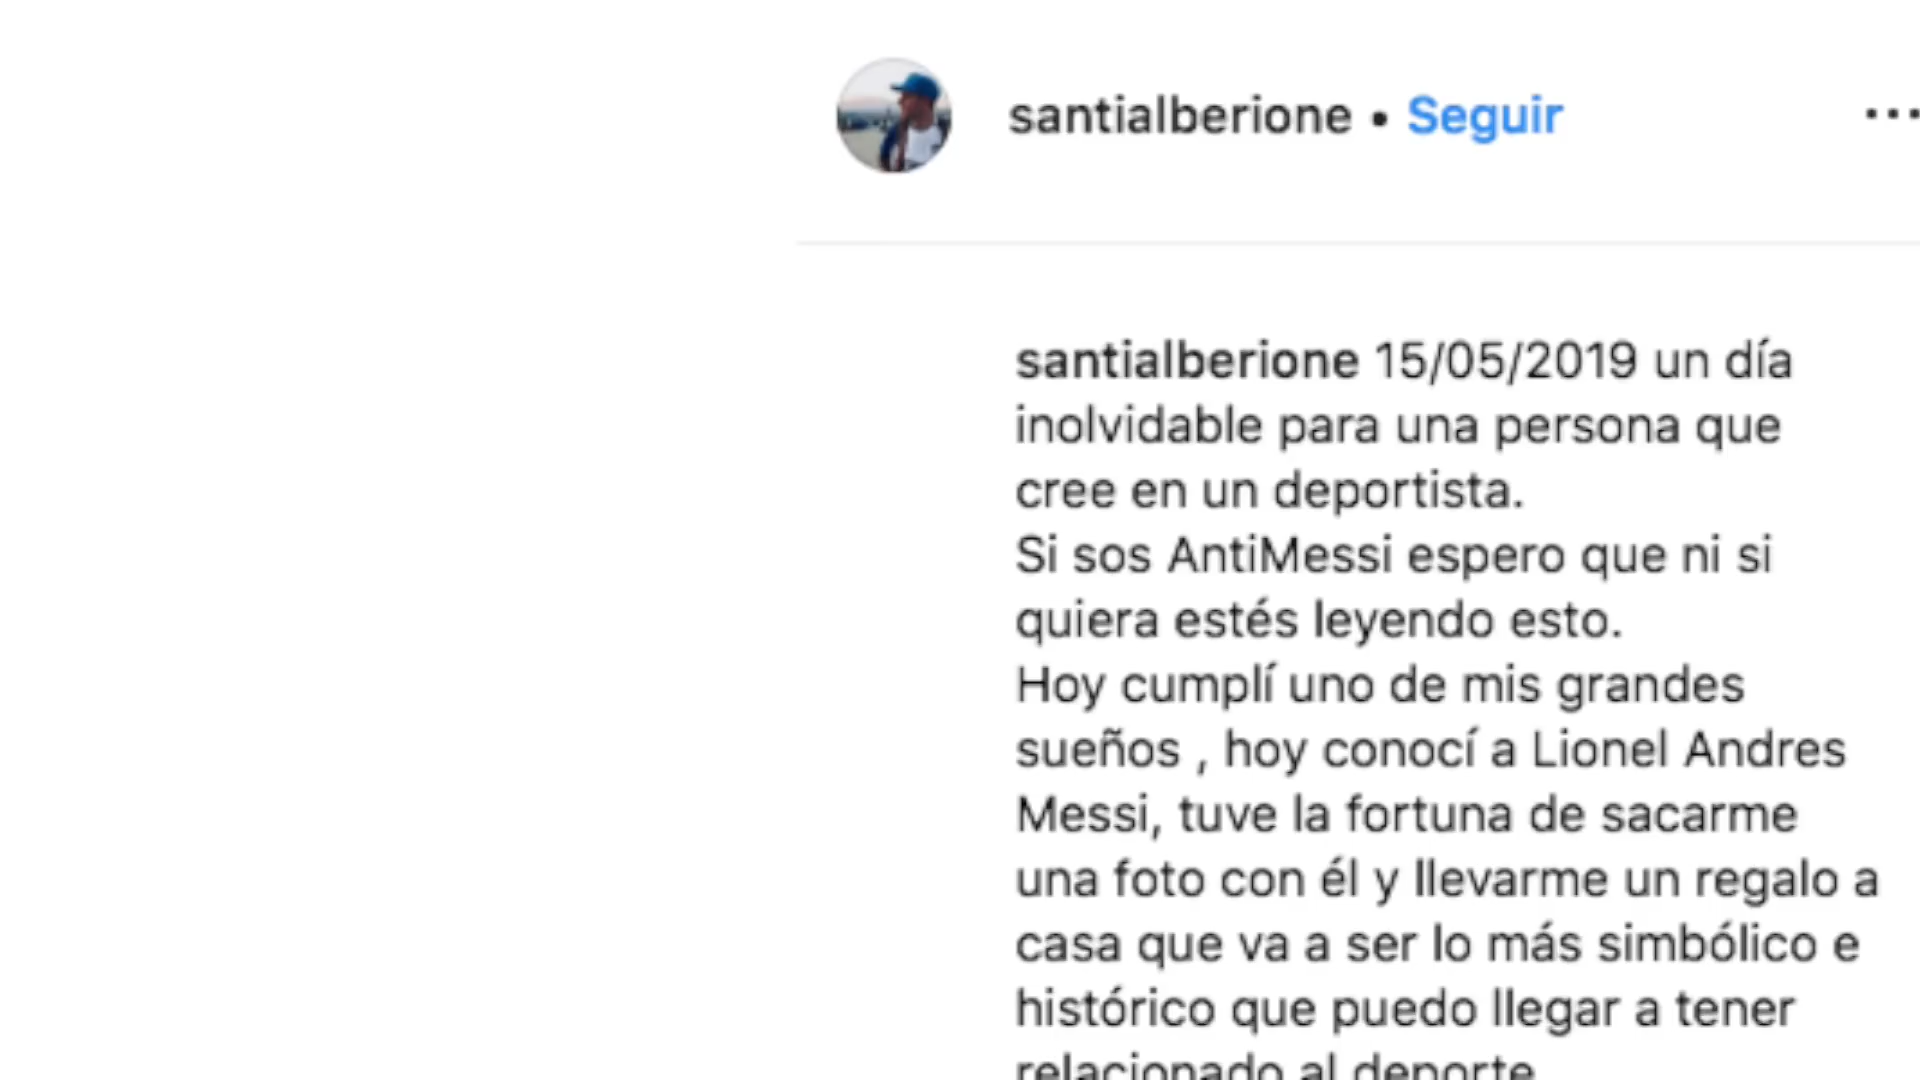 santialberione • Seguir
santialberione 15/05/2019 un día
inolvidable para una persona que
cree en un deportista.
Si sos AntiMessi espero que ni si
quiera estés leyendo esto.
Hoy cumplí uno de mis grandes
sueños , hoy conocí a Lionel Andres
Messi, tuve la fortuna de sacarme
una foto con él y llevarme un regalo a
casa que va a ser lo más simbólico e
histórico que puedo llegar a tener
relacionado al deporte